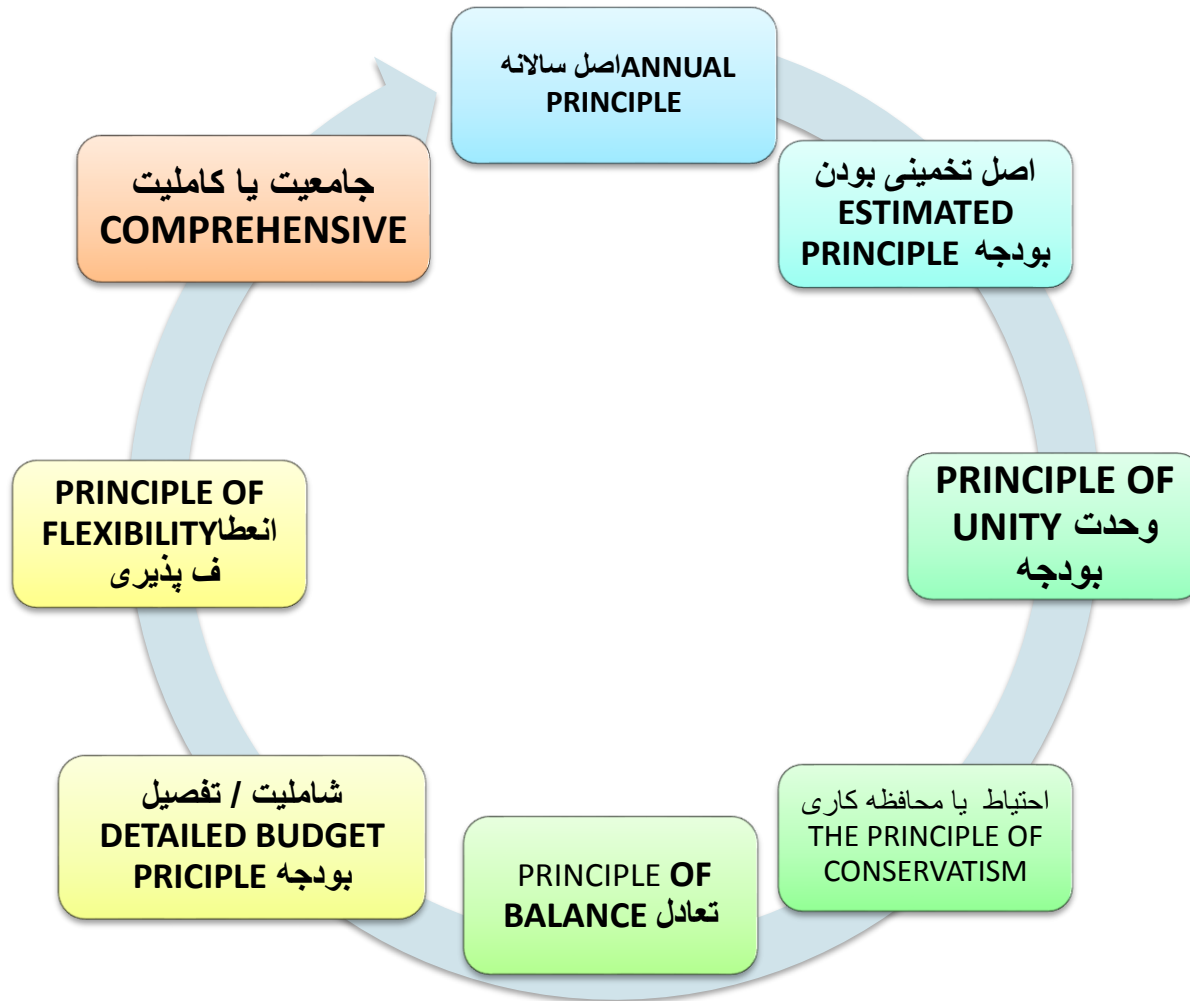 اصل سالانهANNUAL
PRINCIPLE
اصل تخمینی بودن
ESTIMATED
PRINCIPLE بودجه
PRINCIPLE OF
UNITY وحدت
بودجه
احتیاط یا محافظه کاری
THE PRINCIPLE OF
CONSERVATISM
PRINCIPLE OF
BALANCE تعادل
شاملیت / تفصیل
DETAILED BUDGET
PRICIPLE بودجه
PRINCIPLE OF
FLEXIBILITYانعطا
ف پذیری
جامعیت یا کاملیت
COMPREHENSIVE